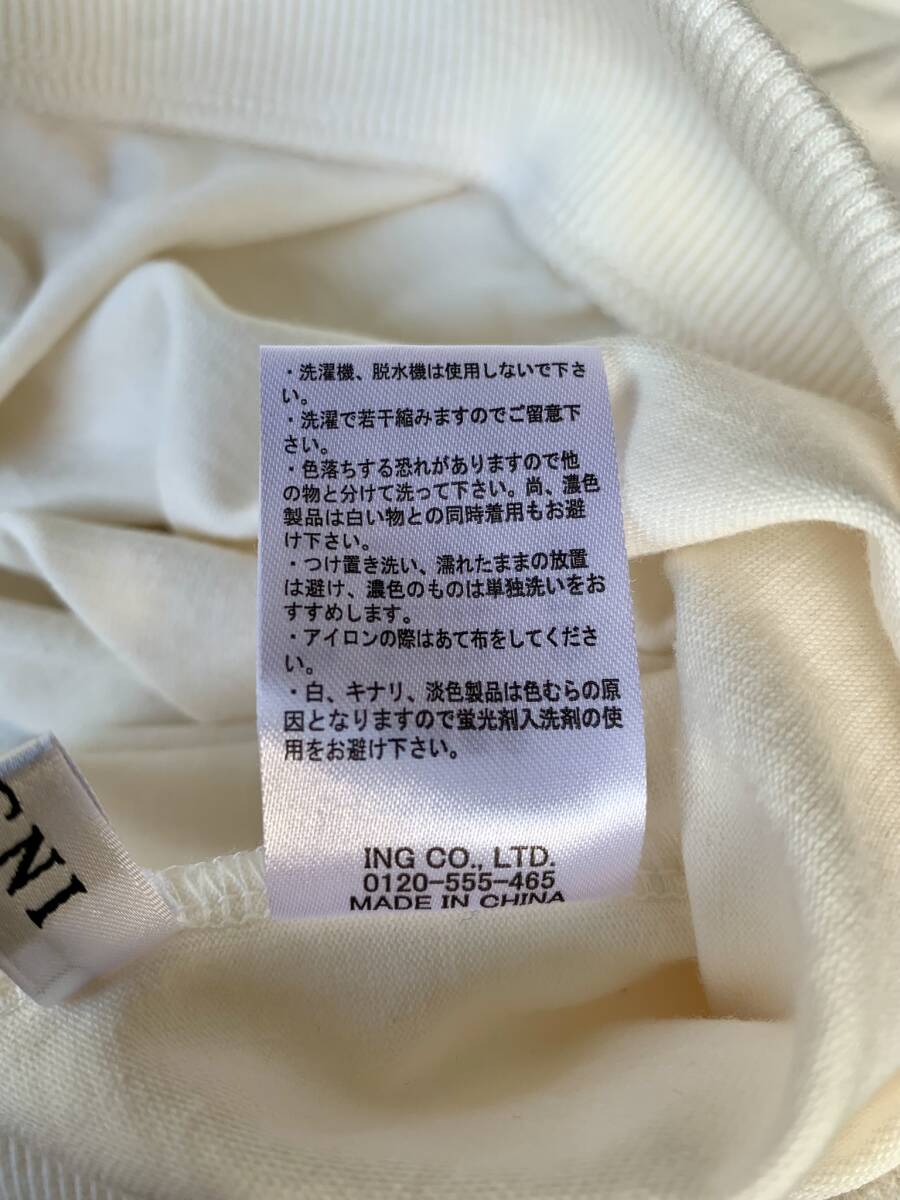 ・洗濯機、脱水機は使用しないで下さ
い。
・洗濯で若干縮みますのでご留意下
さい。
・色落ちする恐れがありますので他
の物と分けて洗って下さい。尚、濃色
製品は白い物との同時着用もお避
け下さい。
・つけ置き洗い、濡れたままの放置
は避け、濃色のものは単独洗いをお
すすめします。
・アイロンの際はあて布をしてくださ
い。
・白、キナリ、淡色製品は色むらの原
因となりますので蛍光剤入洗剤の使
用をお避け下さい。
ING CO., LTD.
0120-555-465
MADE IN CHINA